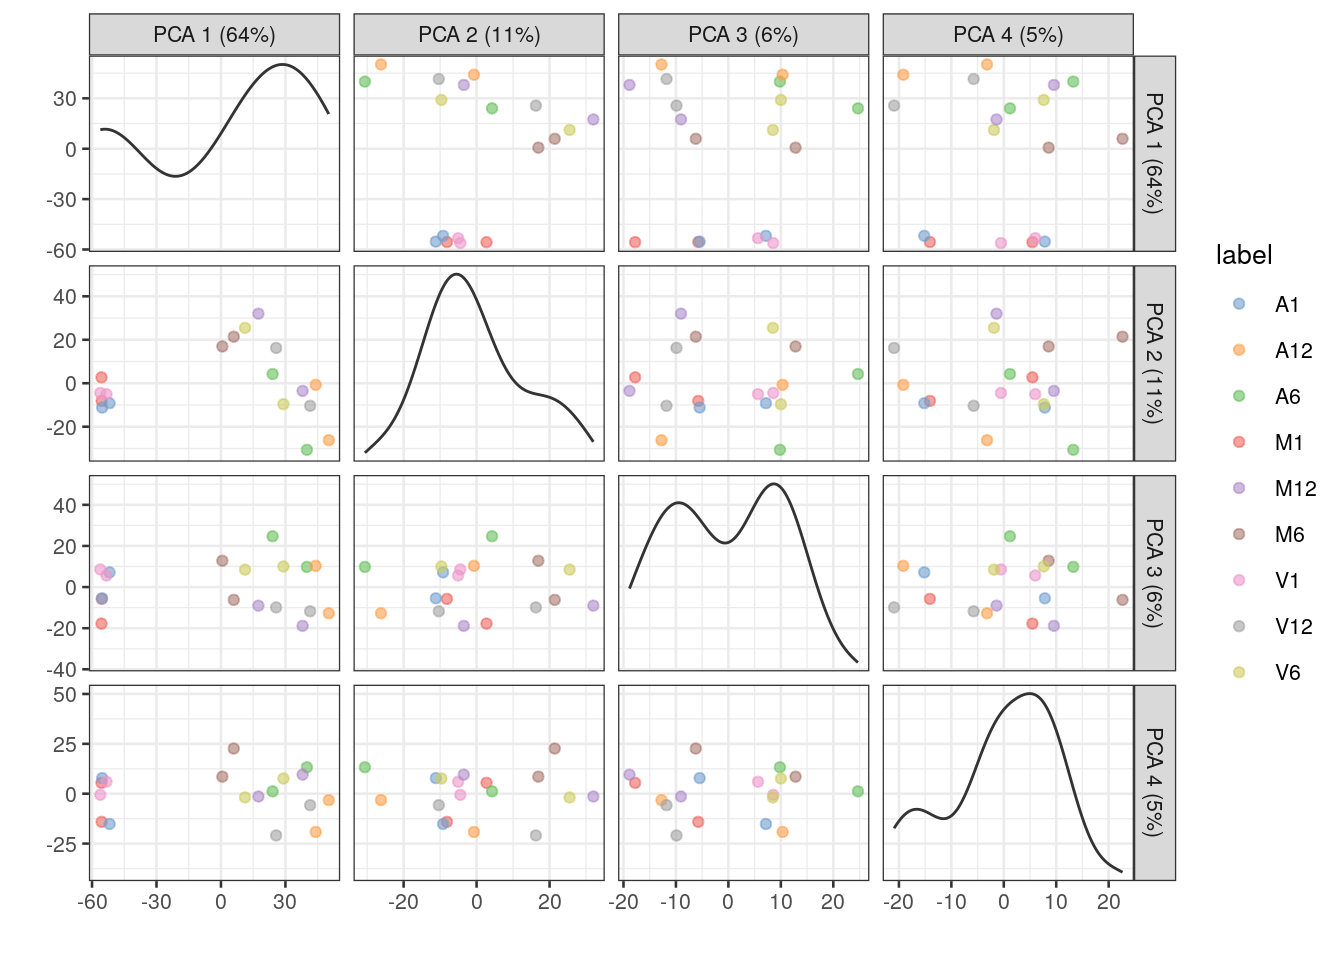 PCA 1 (64%) PCA 2 (11%) PCA 3 (6%) PCA 4 (5%)
30
0
-30
-60
PCA 1 (64%)
40
20
0
-20
PCA 2 (11%)
40
20
0
-20
-40
PCA 3 (6%)
50
25
0
-25
PCA 4 (5%)
-60 -30 0 30 -20 0 20 -20 -10 0 10 20 -20 -10 0 10 20
label
A1
A12
A6
M1
M12
M6
V1
V12
V6